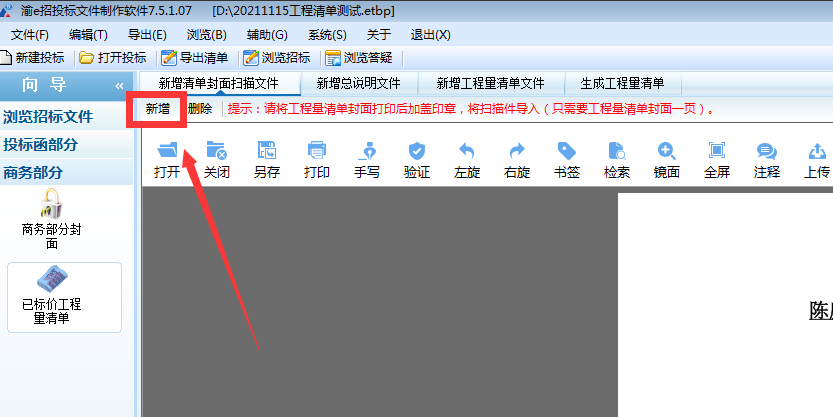 渝e招投标文件制作软件7.5.1.07 [D:\20211115工程清单测试.etbp]
文件(F) 编辑(T) 导出(E) 浏览(B) 辅助(G) 系统(S) 关于 退出(X)
新建投标 打开投标 导出清单 浏览招标 浏览答疑
向 导 «
新增清单封面扫描文件 新增总说明文件 新增工程量清单文件 生成工程量清单
新增 删除 提示：请将工程量清单封面打印后加盖印章，将扫描件导入（只需要工程量清单封面一页）。
浏览招标文件
投标函部分
商务部分
打开 关闭 另存 打印 手写 验证 左旋 右旋 书签 检索 镜面 全屏 注释 上传
商务部分封
面
已标价工程
量清单